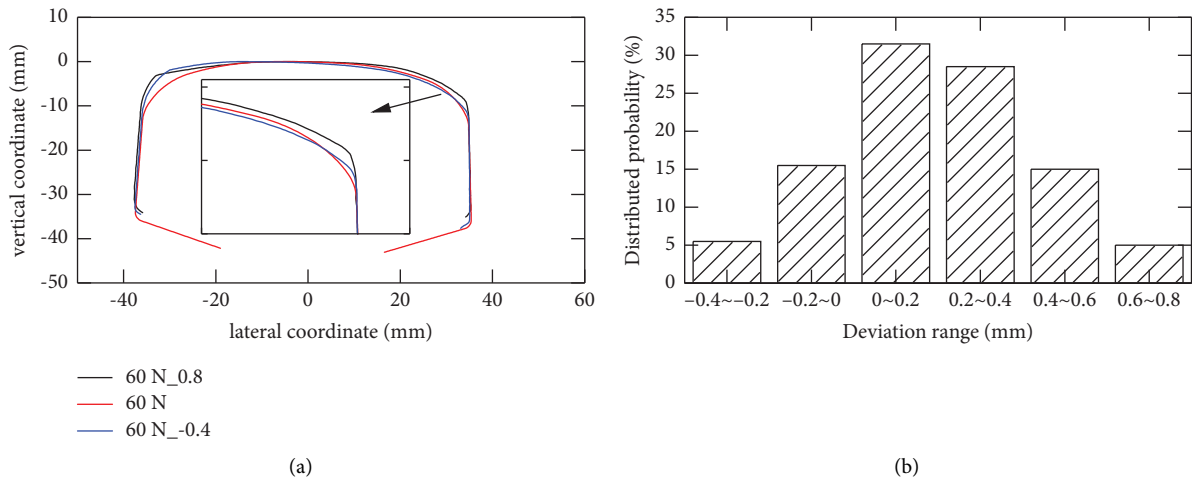 10
0
-10
-20
-30
-40
-50
vertical coordinate (mm)
-40 -20 0 20 40 60
lateral coordinate (mm)
60 N_0.8
60 N
60 N_-0.4
(a)
35
30
25
20
15
10
5
0
Distributed probability (%)
−0.4~−0.2 −0.2~0 0~0.2 0.2~0.4 0.4~0.6 0.6~0.8
Deviation range (mm)
(b)